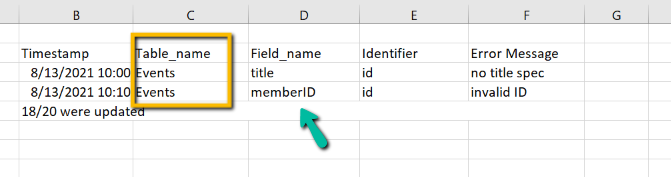 B C D E F G
Timestamp Table_name Field_name Identifier Error Message
8/13/2021 10:00 Events title id no title spec
8/13/2021 10:10 Events memberID id invalid ID
18/20 were updated